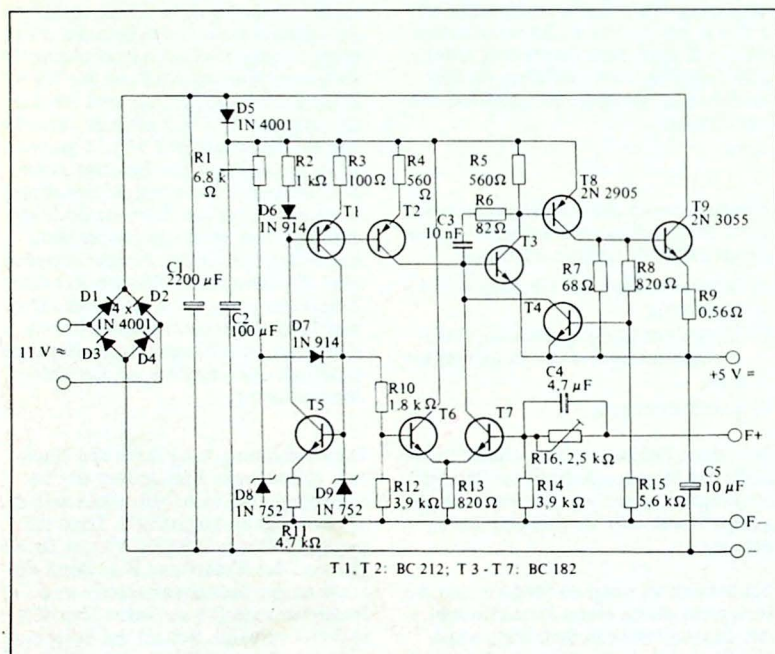 D5
1N 4001
R1
6.8 k
Ω
R2
1 kΩ
R3
100Ω
R4
560
Ω
R5
560Ω
T8
2N 2905
T9
2N 3055
D6
1N 914
T1
T2
C3
10 nF
R6
82Ω
T3
T4
R7
68Ω
R8
820Ω
R9
0,56Ω
C1
2200 µF
D1
D2
4 x
1N 4001
D3
D4
11 V ≈
C2
100 µF
D7
1N 914
+5 V =
C4
4,7 µF
R10
1.8 kΩ
T5
T6
T7
F+
R16, 2,5 kΩ
D8
1N 752
D9
1N 752
R12
3,9 kΩ
R13
820Ω
R14
3,9 kΩ
R15
5,6 kΩ
C5
10 µF
R11
4,7 kΩ
F−
−
T 1, T 2: BC 212; T 3 - T 7: BC 182